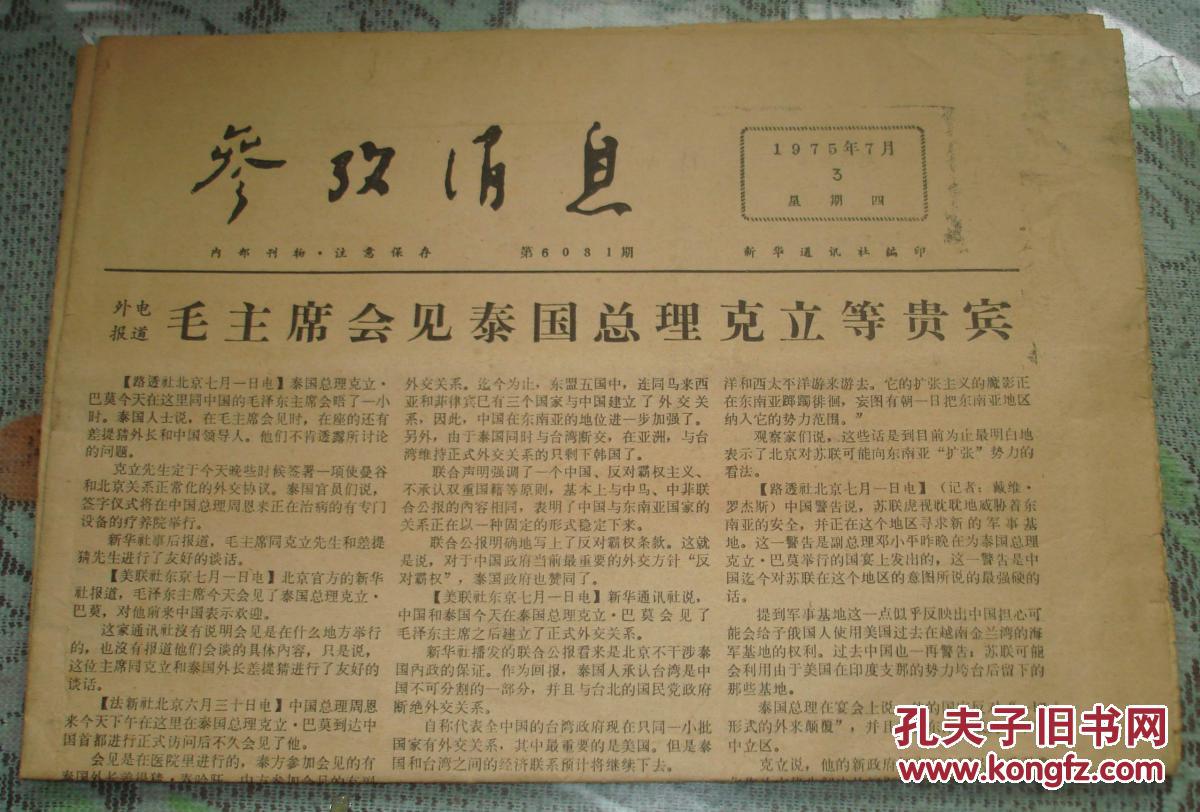 參攷消息
1975年7月
3
星期四
内部刊物·注意保存
第6031期
新华通讯社编印
外电
报道
毛主席会见泰国总理克立等贵宾
【路透社北京七月一日电】泰国总理克立·
巴莫今天在这里同中国的毛泽东主席会晤了一小
时。泰国人士说，在毛主席会见时，在座的还有
差提猜外长和中国领导人。他们不肯透露所讨论
的问题。
克立先生定于今天晚些时候签署一项使曼谷
和北京关系正常化的外交协议。泰国官员们说，
签字仪式将在中国总理周恩来正在治病的有专门
设备的疗养院举行。
新华社事后报道，毛主席同克立先生和差提
猜先生进行了友好的谈话。
【美联社东京七月一日电】北京官方的新华
社报道，毛泽东主席今天会见了泰国总理克立·
巴莫，对他前来中国表示欢迎。
这家通讯社没有说明会见是在什么地方举行
的，也没有报道他们会谈的具体内容，只是说，
这位主席同克立和泰国外长差提猜进行了友好的
谈话。
【法新社北京六月三十日电】中国总理周恩
来今天下午在这里在泰国总理克立·巴莫到达中
国首都进行正式访问后不久会见了他。
会见是在医院里进行的，泰方参加会见的有
外交关系。迄今为止，东盟五国中，连同马来西
亚和菲律宾已有三个国家与中国建立了外交关
系，因此，中国在东南亚的地位进一步加强了。
另外，由于泰国同时与台湾断交，在亚洲，与台
湾维持正式外交关系的只剩下韩国了。
联合声明强调了一个中国、反对霸权主义、
不承认双重国籍等原则，基本上与中马、中菲联
合公报的内容相同，表明了中国与东南亚国家的
关系正在以一种固定的形式稳定下来。
联合公报明确地写上了反对霸权条款。这就
是说，对于中国政府当前最重要的外交方针“反
对霸权”，泰国政府也赞同了。
【美联社东京七月一日电】新华通讯社说，
中国和泰国今天在泰国总理克立·巴莫会见了
毛泽东主席之后建立了正式外交关系。
新华社播发的联合公报看来是北京不干涉泰
国内政的保证。作为回报，泰国人承认台湾是中
国不可分割的一部分，并且与台北的国民党政府
断绝外交关系。
自称代表全中国的台湾政府现在只同一小批
国家有外交关系，其中最重要的是美国。但是泰
国和台湾之间的经济联系预计将继续下去。
洋和西太平洋游来游去。它的扩张主义的魔影正
在东南亚踯躅徘徊，妄图有朝一日把东南亚地区
纳入它的势力范围。”
观察家们说，这些话是到目前为止最明白地
表示了北京对苏联可能向东南亚“扩张”势力的
看法。
【路透社北京七月一日电】（记者：戴维·
罗杰斯）中国警告说，苏联虎视眈眈地威胁着东
南亚的安全，并正在这个地区寻求新的军事基
地。这一警告是副总理邓小平昨晚在为泰国总理
克立·巴莫举行的国宴上发出的，这一警告是中
国迄今对苏联在这个地区的意图所说的最强硬的
话。
提到军事基地这一点似乎反映出中国担心可
能会给予俄国人使用美国过去在越南金兰湾的海
军基地的权利。过去中国也一再警告：苏联可能
会利用由于美国在印度支那的势力垮台后留下的
那些基地。
泰国总理在宴会上说
形式的外来颠覆”，并且
中立区。
克立说，他的新政府
孔夫子旧书网
www.kongfz.com